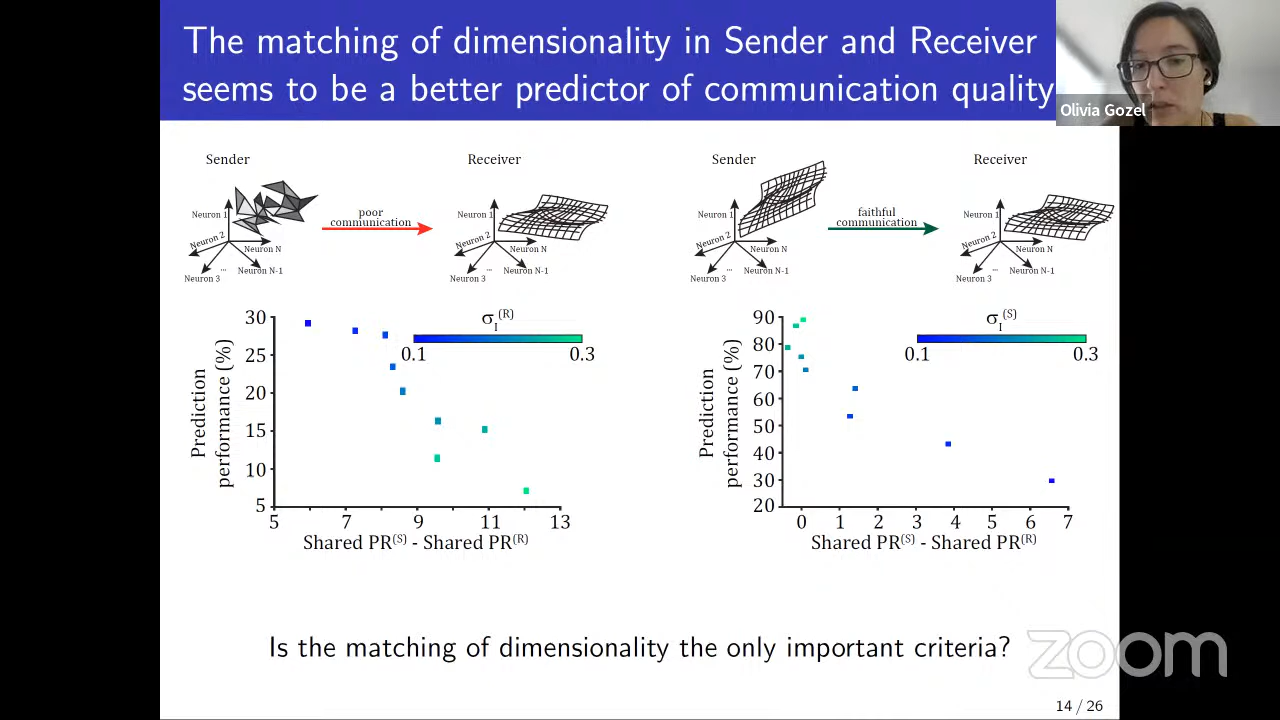 The matching of dimensionality in Sender and Receiver
seems to be a better predictor of communication quality
Olivia Gozel
Sender
Neuron 1
Neuron 2
Neuron 3
...
Neuron N
Neuron N-1
poor
communication
Receiver
Neuron 1
Neuron 2
Neuron 3
...
Neuron N
Neuron N-1
Sender
Neuron 1
Neuron 2
Neuron 3
...
Neuron N
Neuron N-1
faithful
communication
Receiver
Neuron 1
Neuron 2
Neuron 3
...
Neuron N
Neuron N-1
σI(R)
0.1
0.3
Prediction
performance (%)
30
25
20
15
10
5
5
7
9
11
13
Shared PR(S) - Shared PR(R)
σI(S)
0.1
0.3
Prediction
performance (%)
90
80
70
60
50
40
30
20
0
1
2
3
4
5
6
7
Shared PR(S) - Shared PR(R)
Is the matching of dimensionality the only important criteria?
zoom
14 / 26